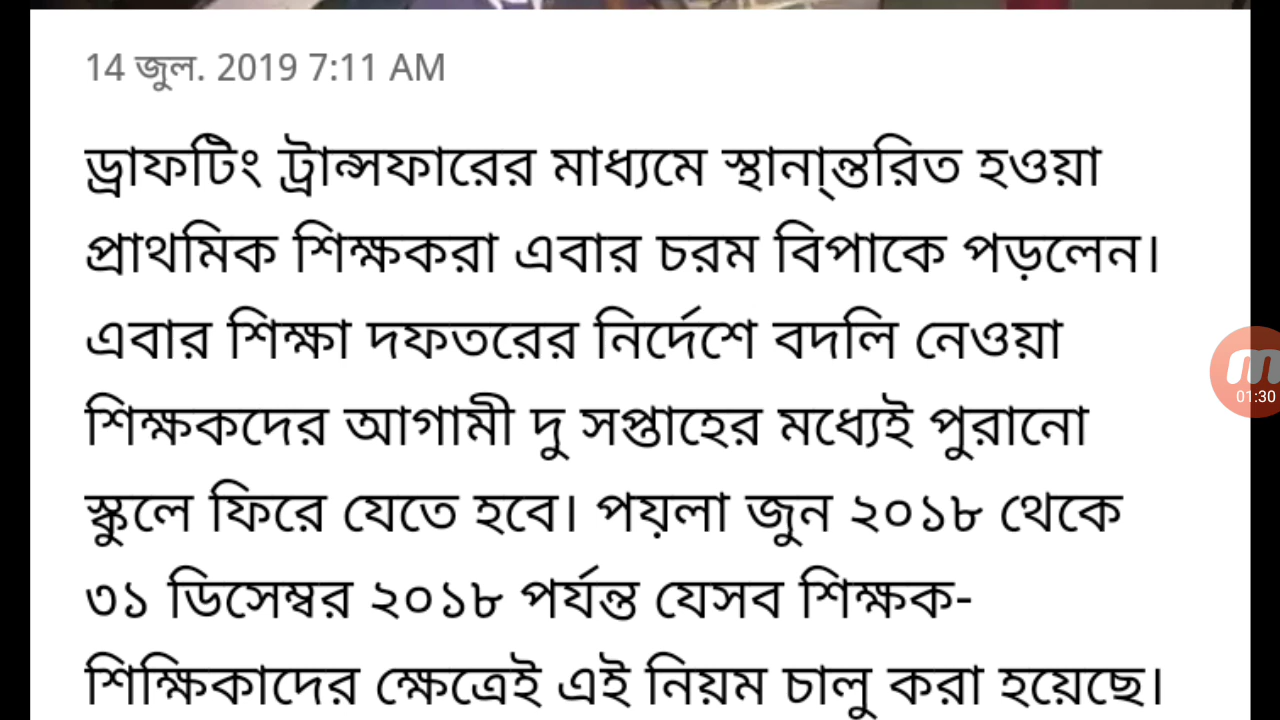 14 জুল. 2019 7:11 AM
ড্রাফটিং ট্রান্সফারের মাধ্যমে স্থানা্ন্তরিত হওয়া
প্রাথমিক শিক্ষকরা এবার চরম বিপাকে পড়লেন।
এবার শিক্ষা দফতরের নির্দেশে বদলি নেওয়া
শিক্ষকদের আগামী দু সপ্তাহের মধ্যেই পুরানো
স্কুলে ফিরে যেতে হবে। পয়লা জুন ২০১৮ থেকে
৩১ ডিসেম্বর ২০১৮ পর্যন্ত যেসব শিক্ষক-
শিক্ষিকাদের ক্ষেত্রেই এই নিয়ম চালু করা হয়েছে।
01:30